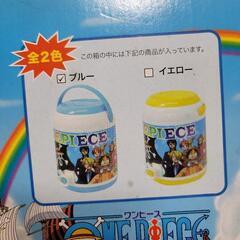 全2色
この箱の中には下記の商品が入っています。
☑ ブルー
☐ イエロー
PIECE
PIECE
ワンピース
ONE PIECE